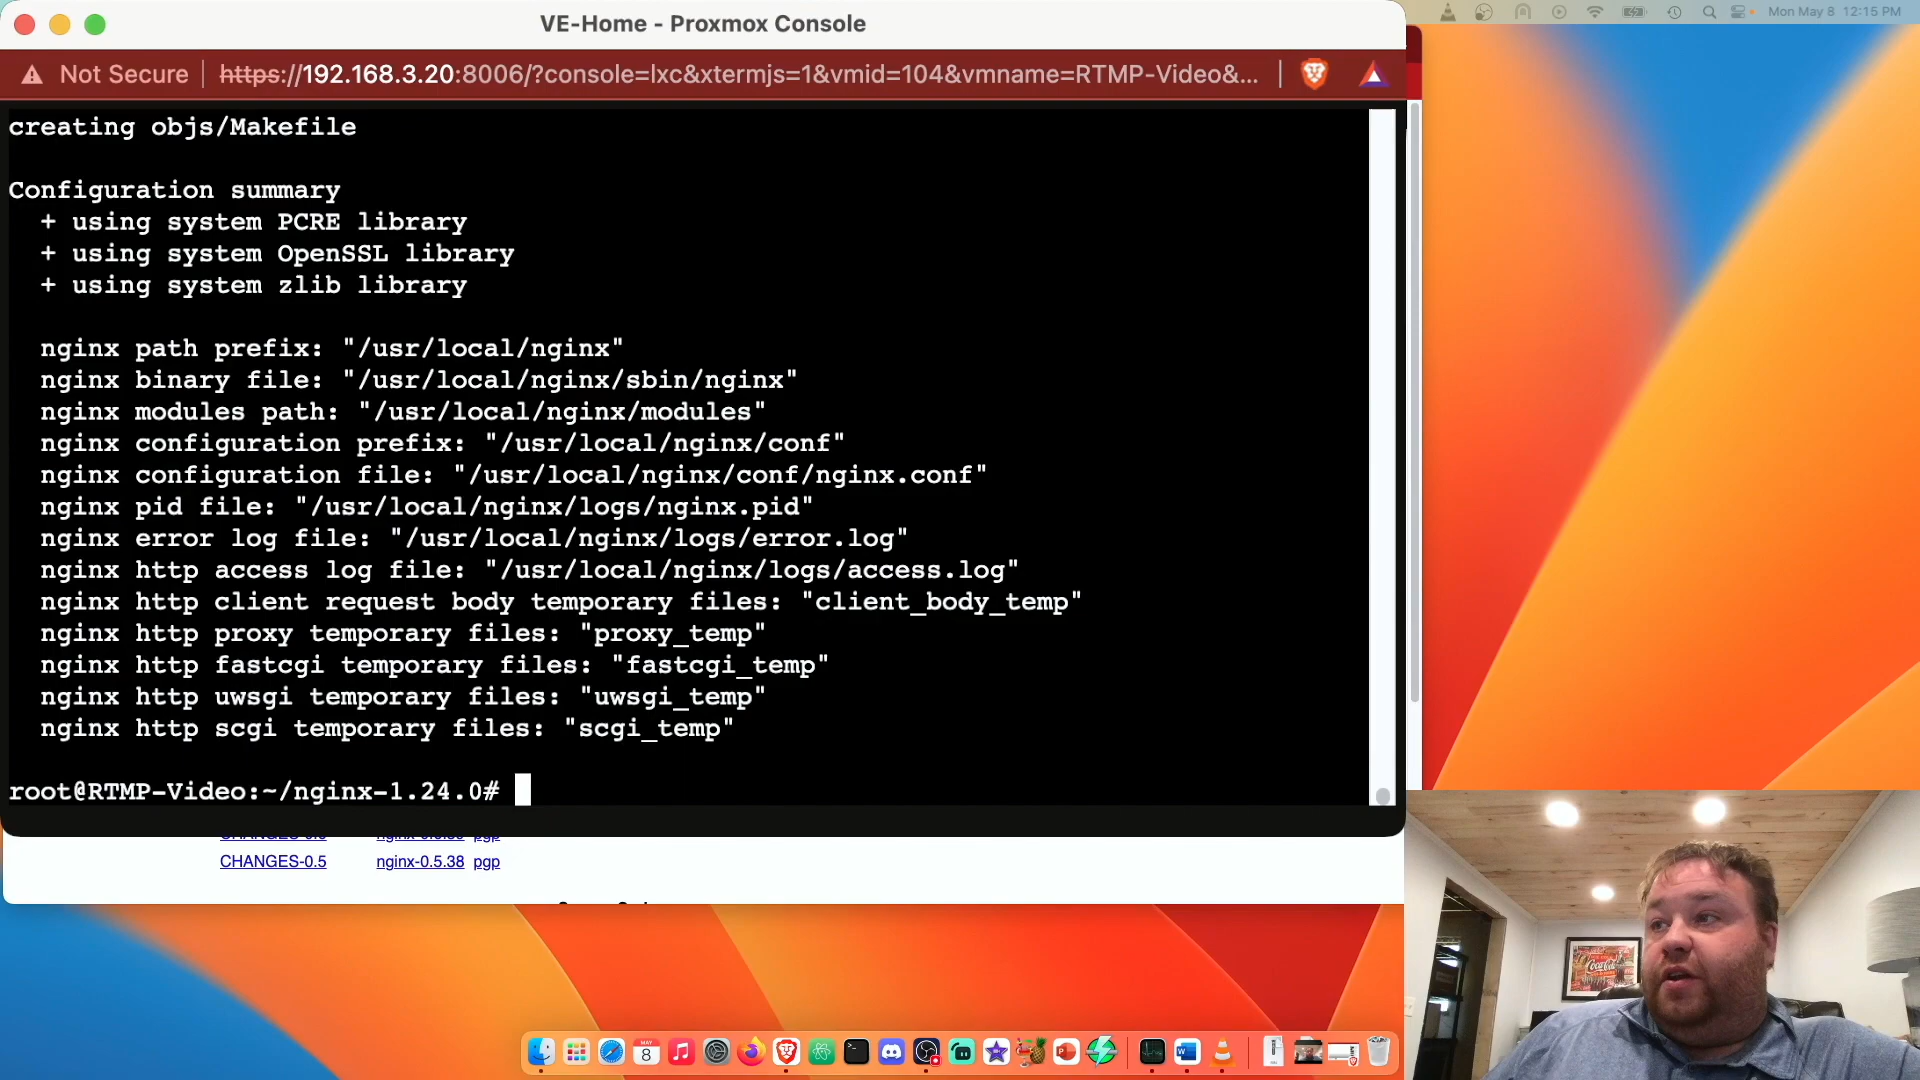 VE-Home - Proxmox Console
Mon May 8 12:15 PM
Not Secure https://192.168.3.20:8006/?console=lxc&xtermjs=1&vmid=104&vmname=RTMP-Video&...
creating objs/Makefile
Configuration summary
+ using system PCRE library
+ using system OpenSSL library
+ using system zlib library
nginx path prefix: "/usr/local/nginx"
nginx binary file: "/usr/local/nginx/sbin/nginx"
nginx modules path: "/usr/local/nginx/modules"
nginx configuration prefix: "/usr/local/nginx/conf"
nginx configuration file: "/usr/local/nginx/conf/nginx.conf"
nginx pid file: "/usr/local/nginx/logs/nginx.pid"
nginx error log file: "/usr/local/nginx/logs/error.log"
nginx http access log file: "/usr/local/nginx/logs/access.log"
nginx http client request body temporary files: "client_body_temp"
nginx http proxy temporary files: "proxy_temp"
nginx http fastcgi temporary files: "fastcgi_temp"
nginx http uwsgi temporary files: "uwsgi_temp"
nginx http scgi temporary files: "scgi_temp"
root@RTMP-Video:~/nginx-1.24.0#
CHANGES-0.5 nginx-0.5.38 pgp
Coca-Cola
MAY
8